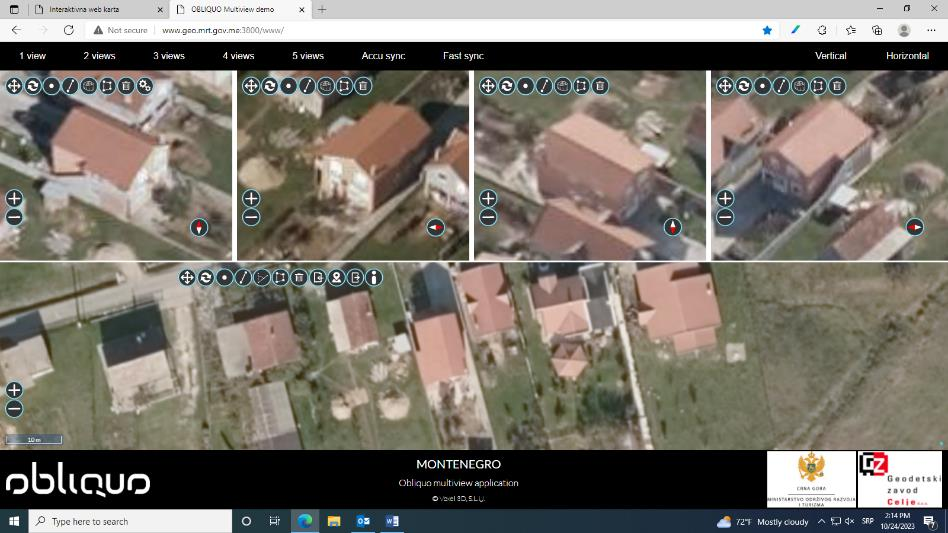 Interaktivna web karta
OBLIQUO Multiview demo
Not secure
www.geo.mrt.gov.me:3800/www/
1 view
2 views
3 views
4 views
5 views
Accu sync
Fast sync
Vertical
Horizontal
10 m
obliquo
MONTENEGRO
Obliquo multiview application
© Voxel 3D, S.L.U.
CRNA GORA
MINISTARSTVO ODRŽIVOG RAZVOJA
I TURIZMA
GZ
Geodetski
zavod
Celje d.o.o.
Type here to search
72°F Mostly cloudy
SRP
2:14 PM
10/24/2023
7